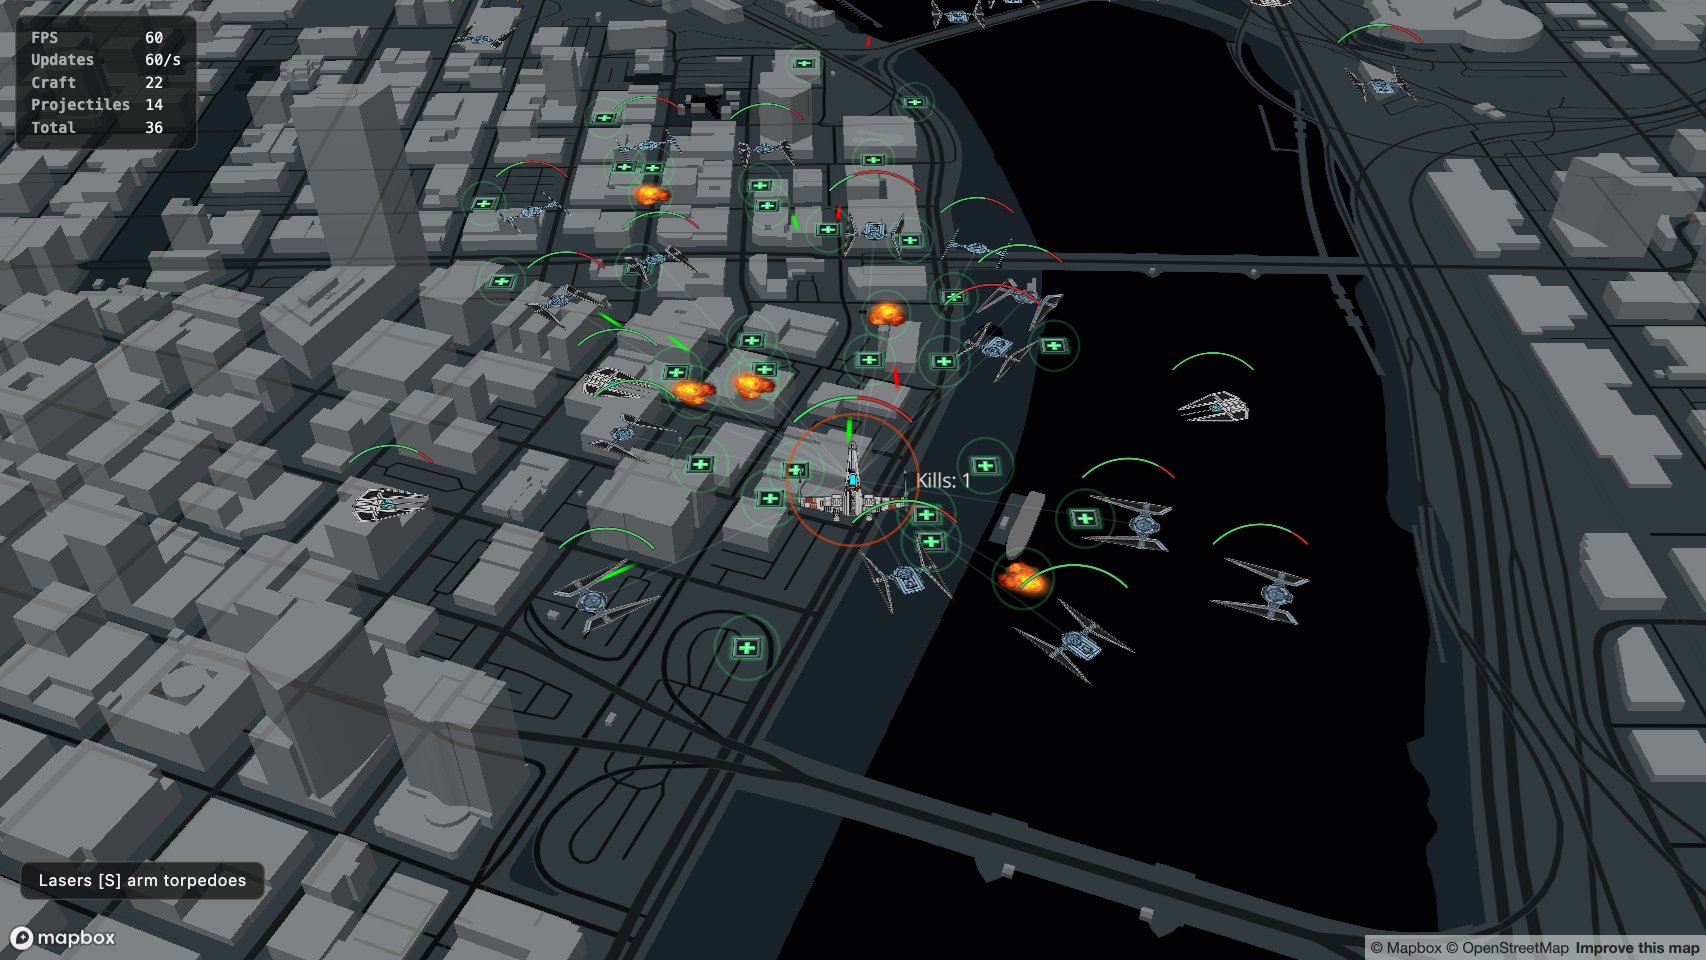 FPS 60
Updates 60/s
Craft 22
Projectiles 14
Total 36
Kills: 1
Lasers [S] arm torpedoes
mapbox
© Mapbox © OpenStreetMap Improve this map